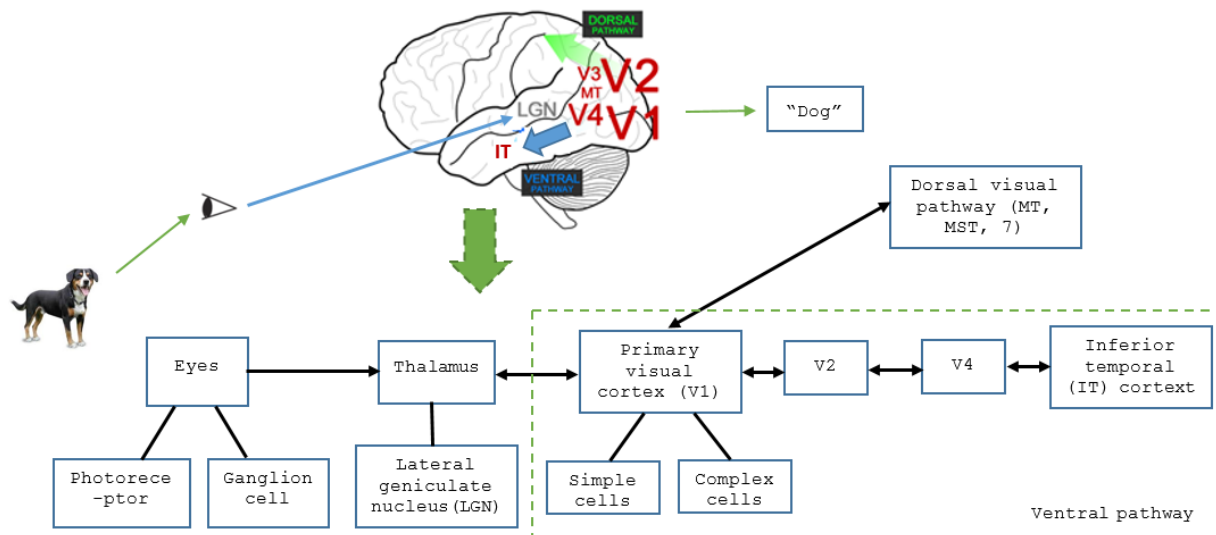 DORSAL
PATHWAY
V3 V2
MT
LGN
V4 V1
IT
VENTRAL
PATHWAY
“Dog”
Dorsal visual
pathway (MT,
MST, 7)
Eyes
Thalamus
Primary
visual
cortex (V1)
V2
V4
Inferior
temporal
(IT) cortext
Photorece
-ptor
Ganglion
cell
Lateral
geniculate
nucleus(LGN)
Simple
cells
Complex
cells
Ventral pathway